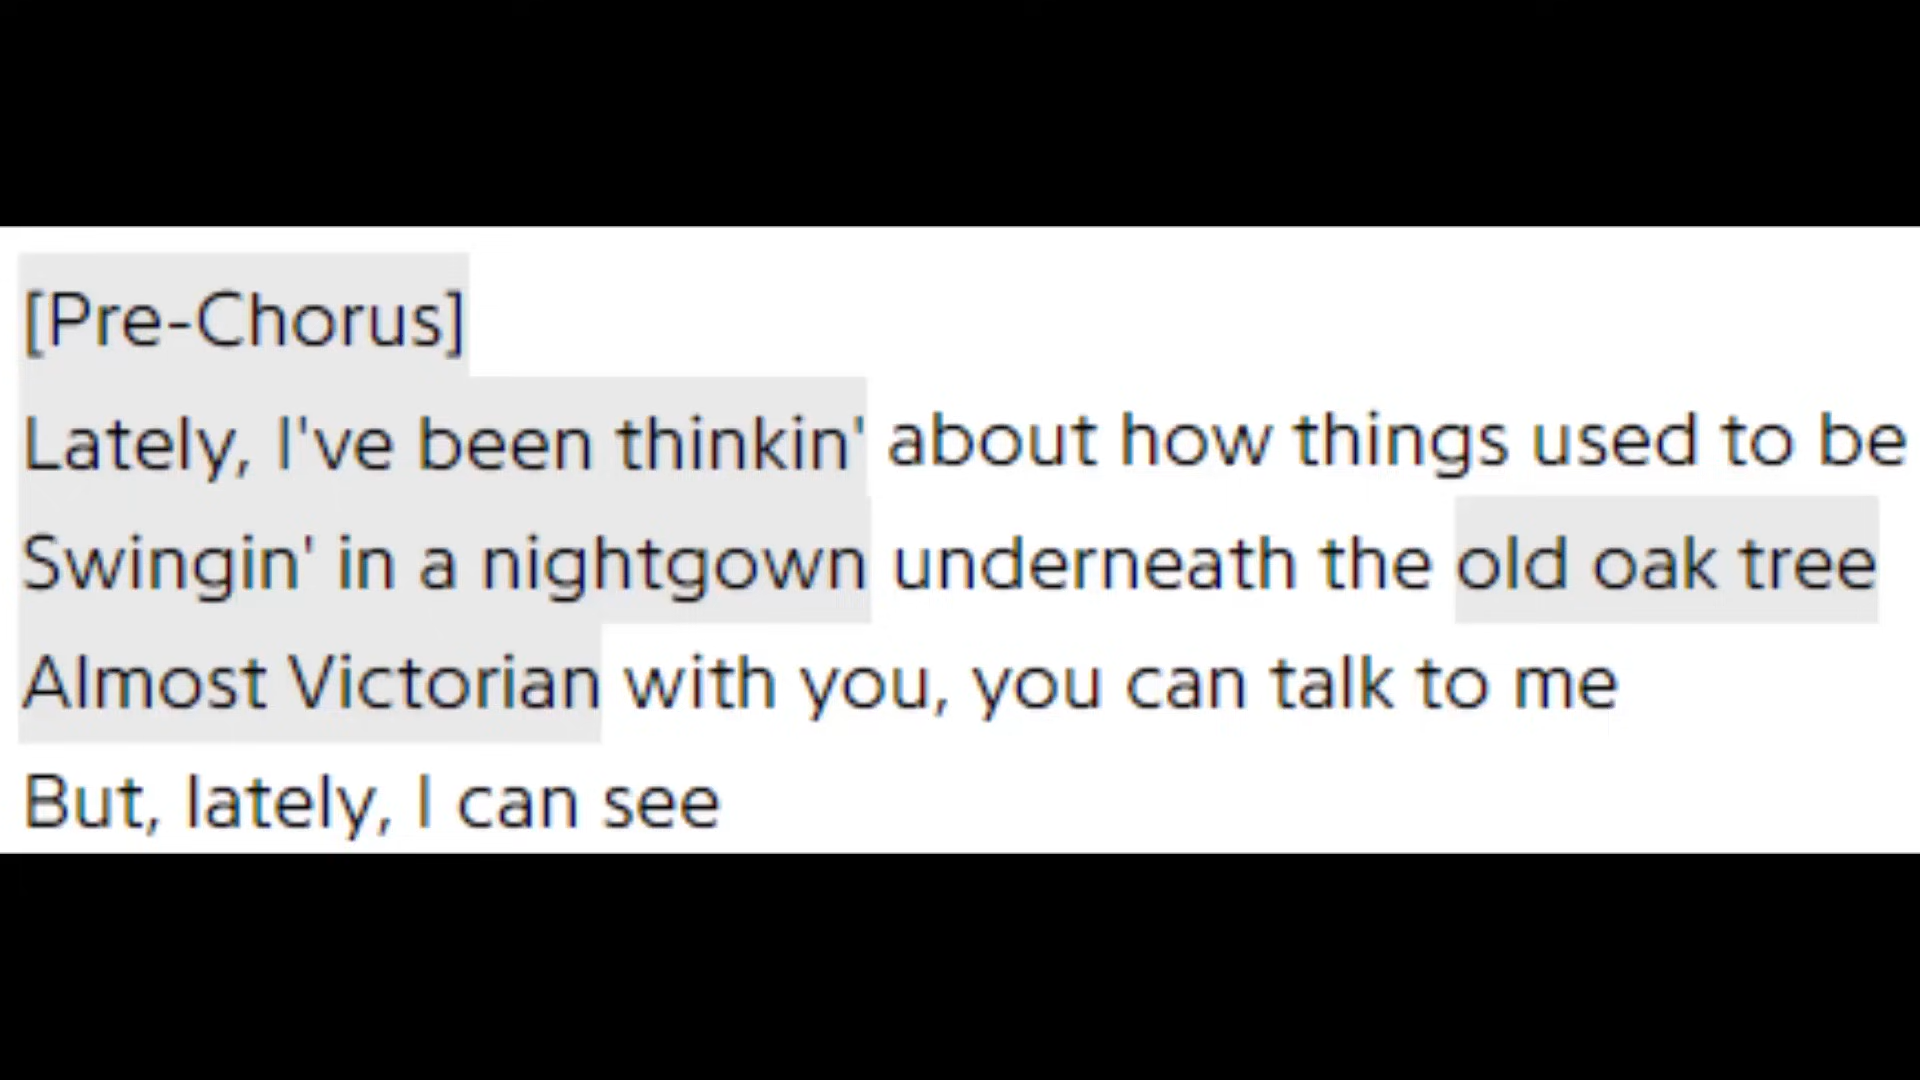 [Pre-Chorus]
Lately, I've been thinkin' about how things used to be
Swingin' in a nightgown underneath the old oak tree
Almost Victorian with you, you can talk to me
But, lately, I can see